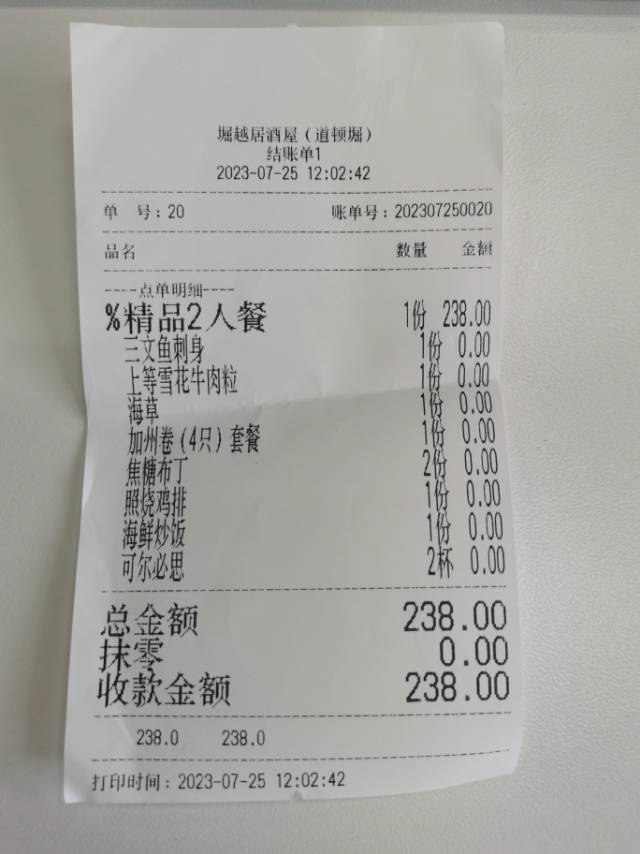 堀越居酒屋（道顿堀）
结账单1
2023-07-25 12:02:42
单 号：20 账单号：202307250020
品名 数量 金额
----点单明细----
%精品2人餐 1份 238.00
三文鱼刺身 1份 0.00
上等雪花牛肉粒 1份 0.00
海草 1份 0.00
加州卷（4只）套餐 1份 0.00
焦糖布丁 2份 0.00
照烧鸡排 1份 0.00
海鲜炒饭 1份 0.00
可尔必思 2杯 0.00
总金额 238.00
抹零 0.00
收款金额 238.00
238.0 238.0
打印时间：2023-07-25 12:02:42